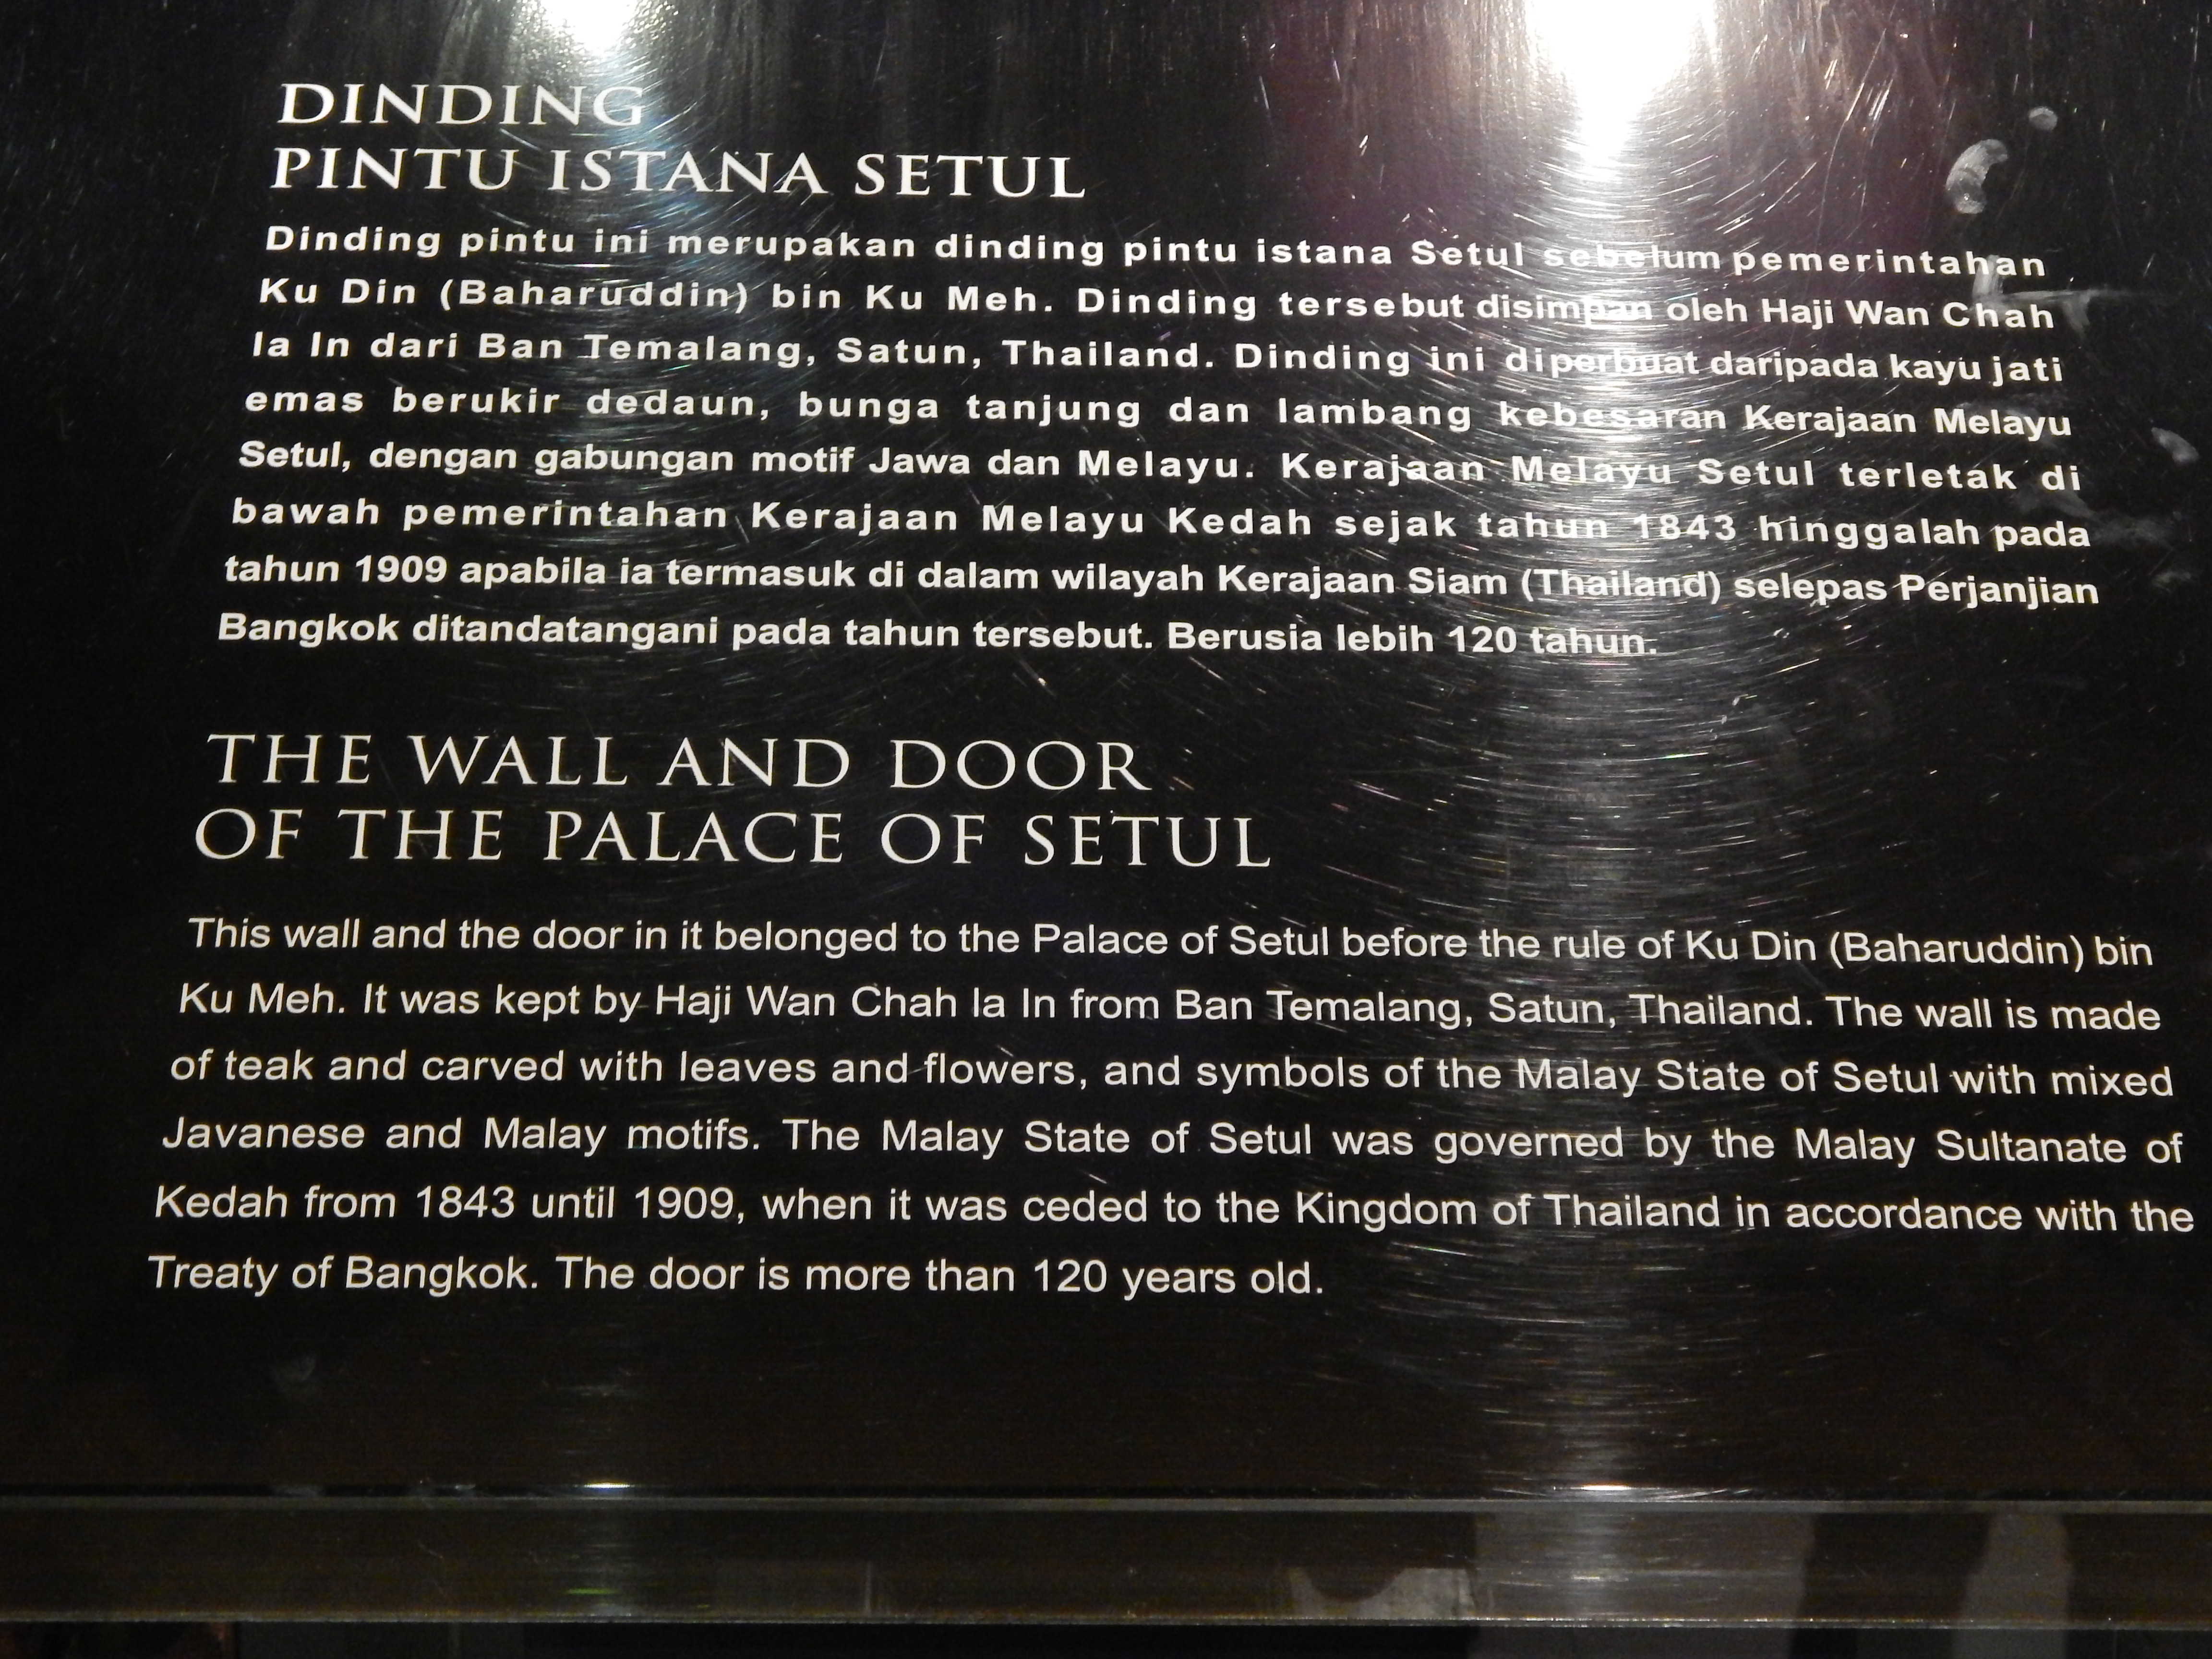 DINDING
PINTU ISTANA SETUL
Dinding pintu ini merupakan dinding pintu istana Setul sebelum pemerintahan
Ku Din (Baharuddin) bin Ku Meh. Dinding tersebut disimpan oleh Haji Wan Chah
la In dari Ban Temalang, Satun, Thailand. Dinding ini diperbuat daripada kayu jati
emas berukir dedaun, bunga tanjung dan lambang kebesaran Kerajaan Melayu
Setul, dengan gabungan motif Jawa dan Melayu. Kerajaan Melayu Setul terletak di
bawah pemerintahan Kerajaan Melayu Kedah sejak tahun 1843 hinggalah pada
tahun 1909 apabila ia termasuk di dalam wilayah Kerajaan Siam (Thailand) selepas Perjanjian
Bangkok ditandatangani pada tahun tersebut. Berusia lebih 120 tahun.
THE WALL AND DOOR
OF THE PALACE OF SETUL
This wall and the door in it belonged to the Palace of Setul before the rule of Ku Din (Baharuddin) bin
Ku Meh. It was kept by Haji Wan Chah la In from Ban Temalang, Satun, Thailand. The wall is made
of teak and carved with leaves and flowers, and symbols of the Malay State of Setul with mixed
Javanese and Malay motifs. The Malay State of Setul was governed by the Malay Sultanate of
Kedah from 1843 until 1909, when it was ceded to the Kingdom of Thailand in accordance with the
Treaty of Bangkok. The door is more than 120 years old.